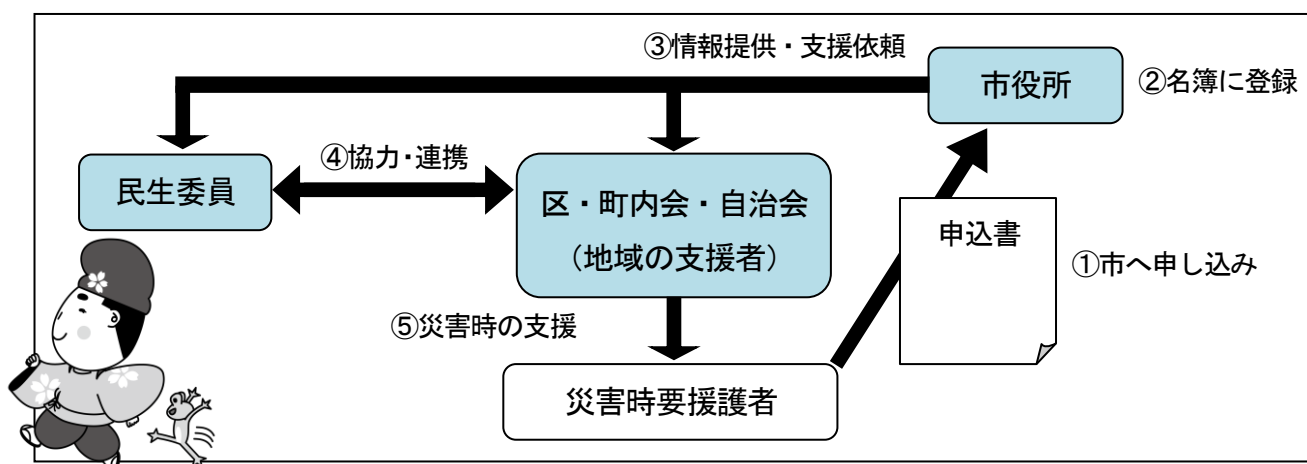 ③情報提供・支援依頼
市役所
②名簿に登録
民生委員
④協力・連携
区・町内会・自治会
（地域の支援者）
申込書
①市へ申し込み
⑤災害時の支援
災害時要援護者